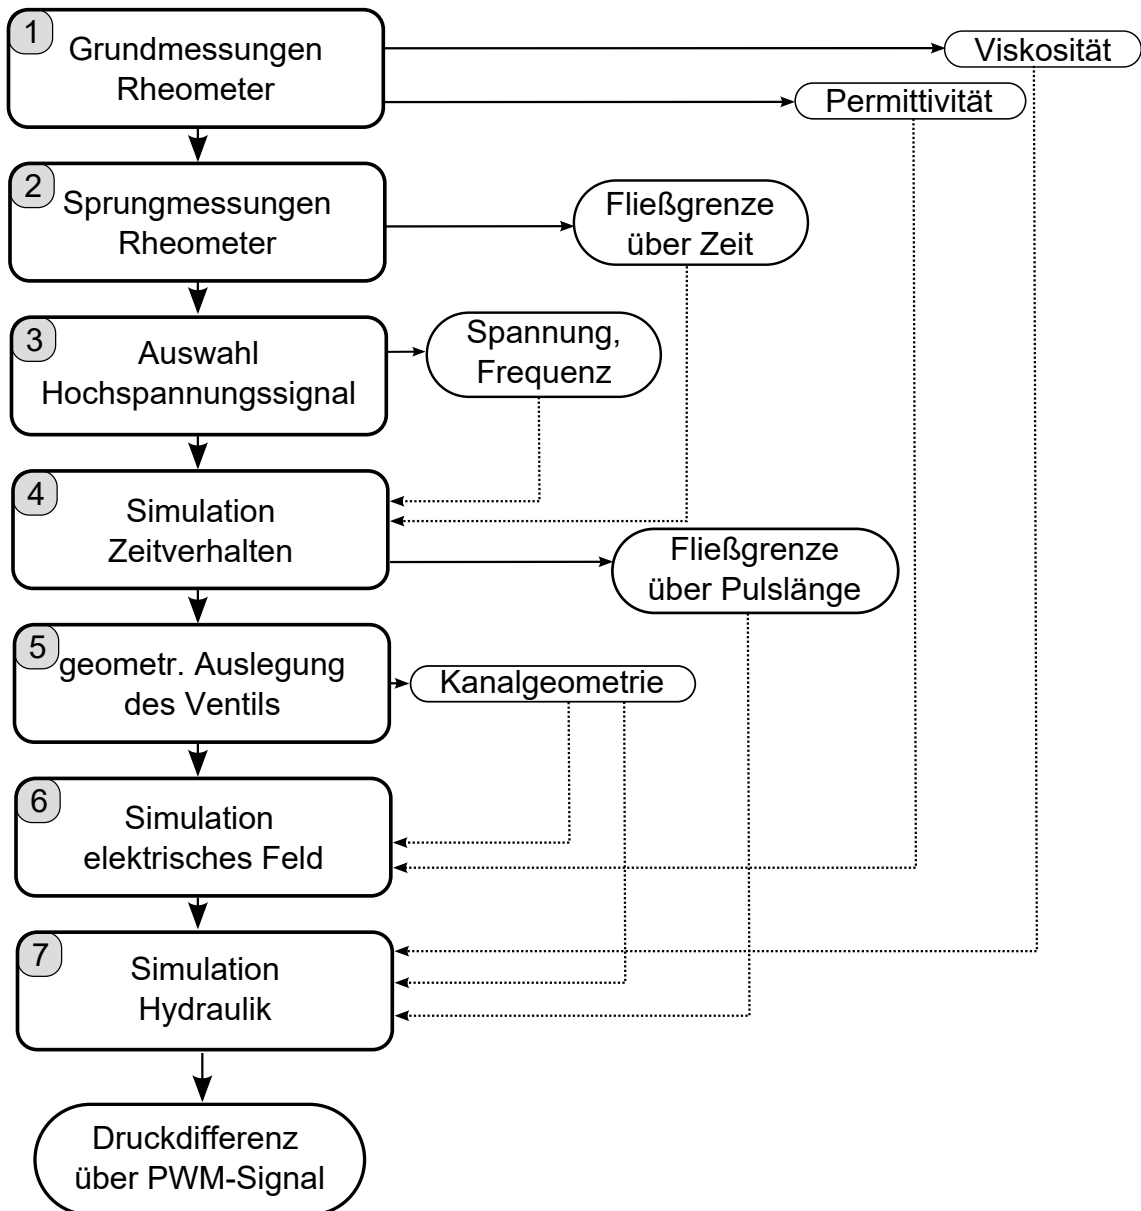 1
Grundmessungen
Rheometer
Viskosität
Permittivität
2
Sprungmessungen
Rheometer
Fließgrenze
über Zeit
3
Auswahl
Hochspannungssignal
Spannung,
Frequenz
4
Simulation
Zeitverhalten
Fließgrenze
über Pulslänge
5
geometr. Auslegung
des Ventils
Kanalgeometrie
6
Simulation
elektrisches Feld
7
Simulation
Hydraulik
Druckdifferenz
über PWM-Signal